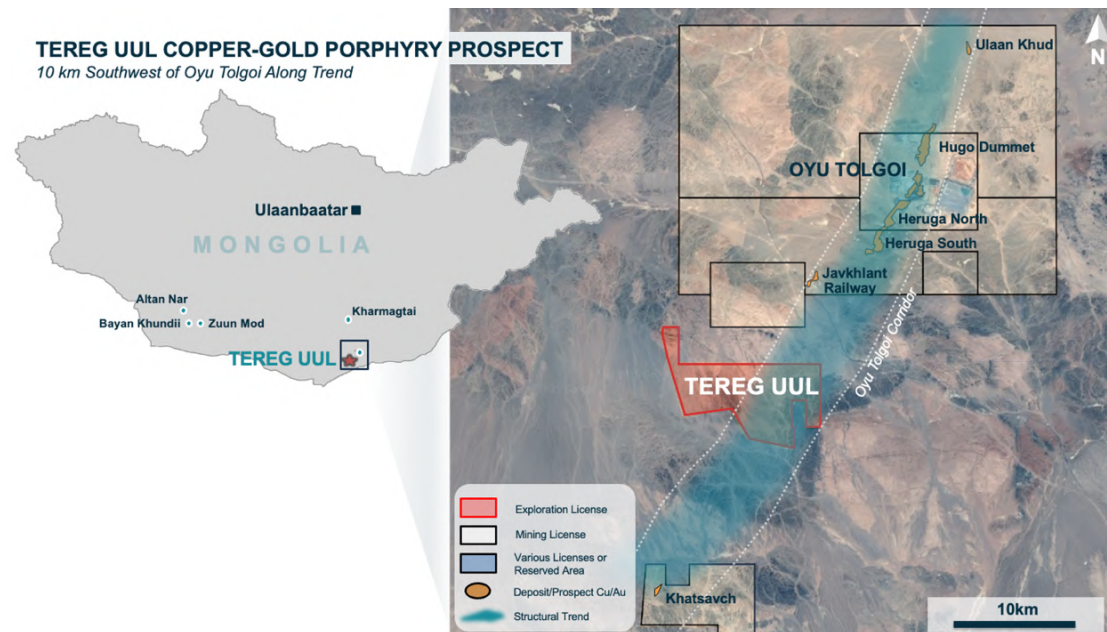 TEREG UUL COPPER-GOLD PORPHYRY PROSPECT
10 km Southwest of Oyu Tolgoi Along Trend
Ulaanbaatar
MONGOLIA
Altan Nar
Bayan Khundii
Zuun Mod
Kharmagtai
TEREG UUL
N
Ulaan Khud
Hugo Dummet
OYU TOLGOI
Heruga North
Heruga South
Javkhlant
Railway
Oyu Tolgoi Corridor
TEREG UUL
Exploration License
Mining License
Various Licenses or
Reserved Area
Deposit/Prospect Cu/Au
Structural Trend
Khatsavch
10km